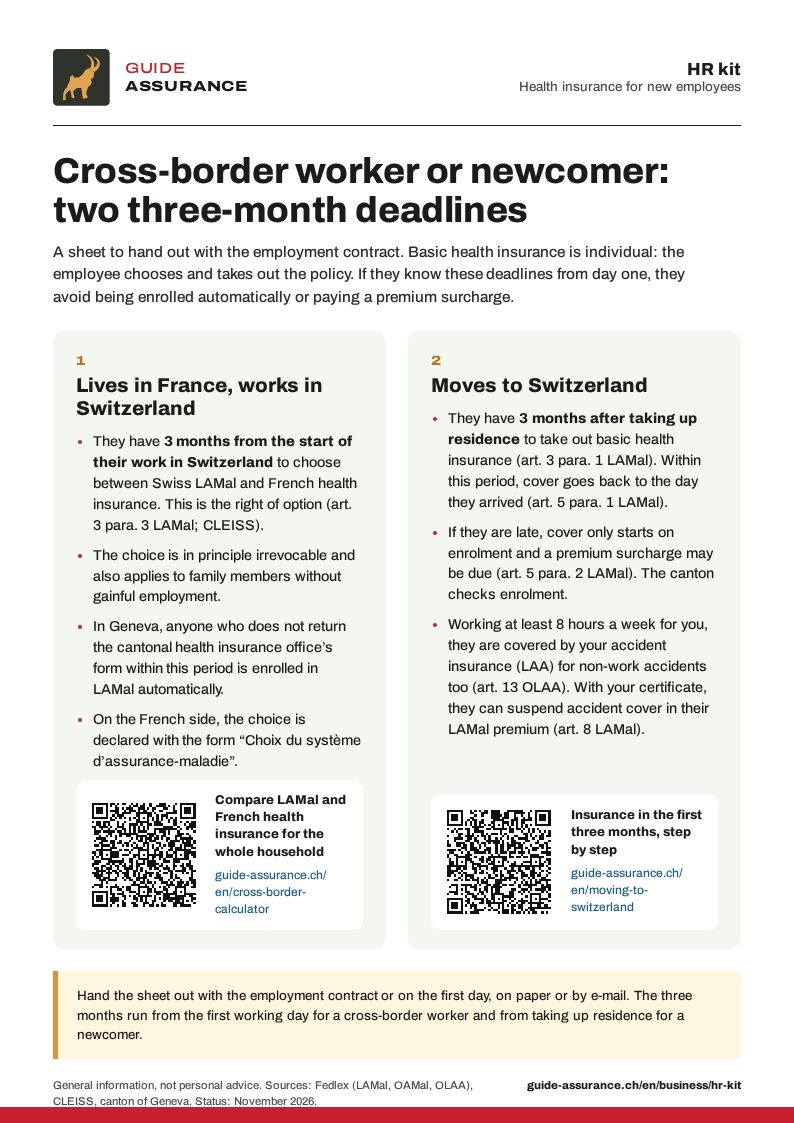 GUIDE
ASSURANCE
HR kit
Health insurance for new employees
Cross-border worker or newcomer:
two three-month deadlines
A sheet to hand out with the employment contract. Basic health insurance is individual: the
employee chooses and takes out the policy. If they know these deadlines from day one, they
avoid being enrolled automatically or paying a premium surcharge.
1
Lives in France, works in
Switzerland
• They have 3 months from the start of
their work in Switzerland to choose
between Swiss LAMal and French health
insurance. This is the right of option (art.
3 para. 3 LAMal; CLEISS).
• The choice is in principle irrevocable and
also applies to family members without
gainful employment.
• In Geneva, anyone who does not return
the cantonal health insurance office’s
form within this period is enrolled in
LAMal automatically.
• On the French side, the choice is
declared with the form “Choix du système
d’assurance-maladie”.
Compare LAMal and
French health
insurance for the
whole household
guide-assurance.ch/
en/cross-border-
calculator
2
Moves to Switzerland
• They have 3 months after taking up
residence to take out basic health
insurance (art. 3 para. 1 LAMal). Within
this period, cover goes back to the day
they arrived (art. 5 para. 1 LAMal).
• If they are late, cover only starts on
enrolment and a premium surcharge may
be due (art. 5 para. 2 LAMal). The canton
checks enrolment.
• Working at least 8 hours a week for you,
they are covered by your accident
insurance (LAA) for non-work accidents
too (art. 13 OLAA). With your certificate,
they can suspend accident cover in their
LAMal premium (art. 8 LAMal).
Insurance in the first
three months, step
by step
guide-assurance.ch/
en/moving-to-
switzerland
Hand the sheet out with the employment contract or on the first day, on paper or by e-mail. The three
months run from the first working day for a cross-border worker and from taking up residence for a
newcomer.
General information, not personal advice. Sources: Fedlex (LAMal, OAMal, OLAA),
CLEISS, canton of Geneva. Status: November 2026.
guide-assurance.ch/en/business/hr-kit